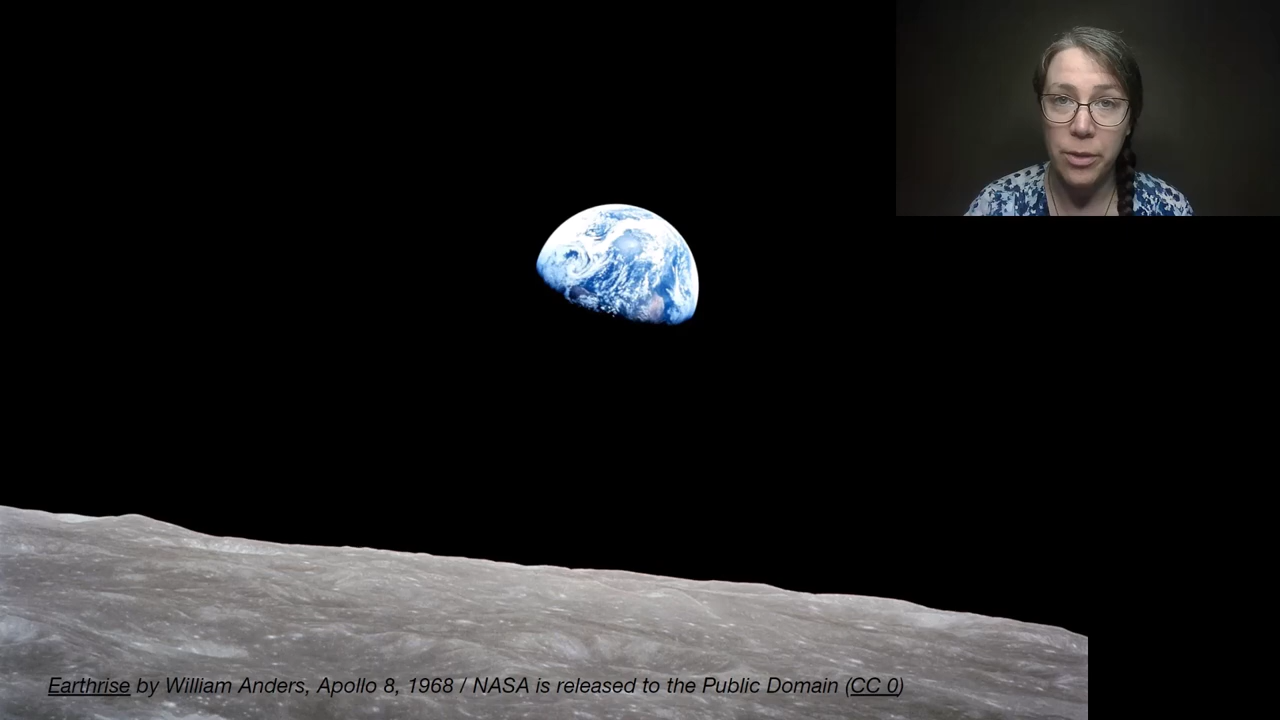 Earthrise by William Anders, Apollo 8, 1968 / NASA is released to the Public Domain (CC 0)